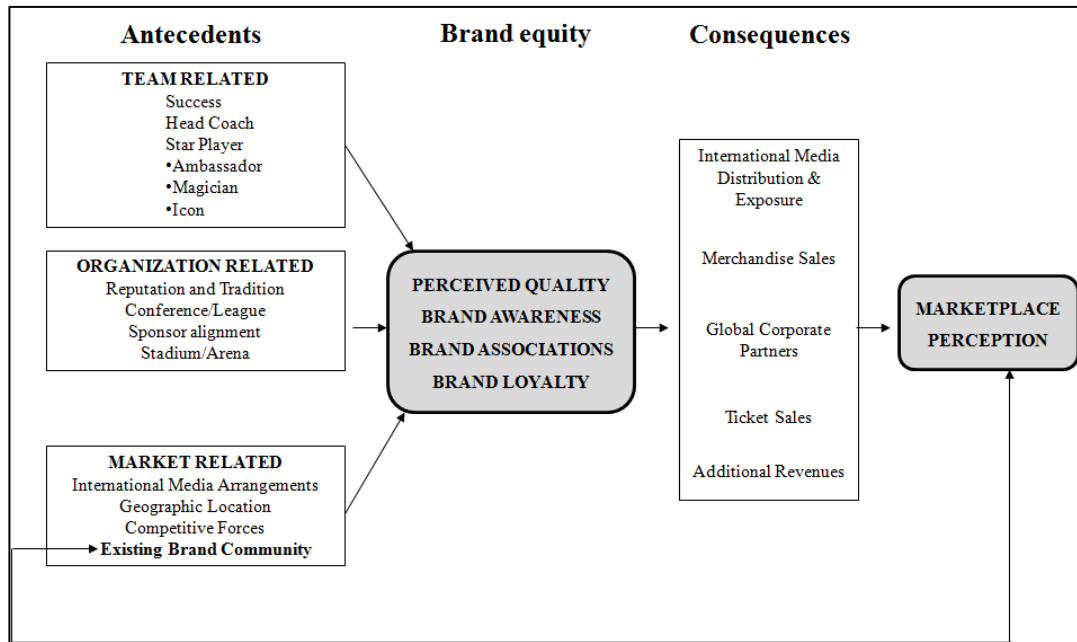 Antecedents
Brand equity
Consequences
TEAM RELATED
Success
Head Coach
Star Player
•Ambassador
•Magician
•Icon
ORGANIZATION RELATED
Reputation and Tradition
Conference/League
Sponsor alignment
Stadium/Arena
MARKET RELATED
International Media Arrangements
Geographic Location
Competitive Forces
Existing Brand Community
PERCEIVED QUALITY
BRAND AWARENESS
BRAND ASSOCIATIONS
BRAND LOYALTY
International Media
Distribution &
Exposure
Merchandise Sales
Global Corporate
Partners
Ticket Sales
Additional Revenues
MARKETPLACE
PERCEPTION